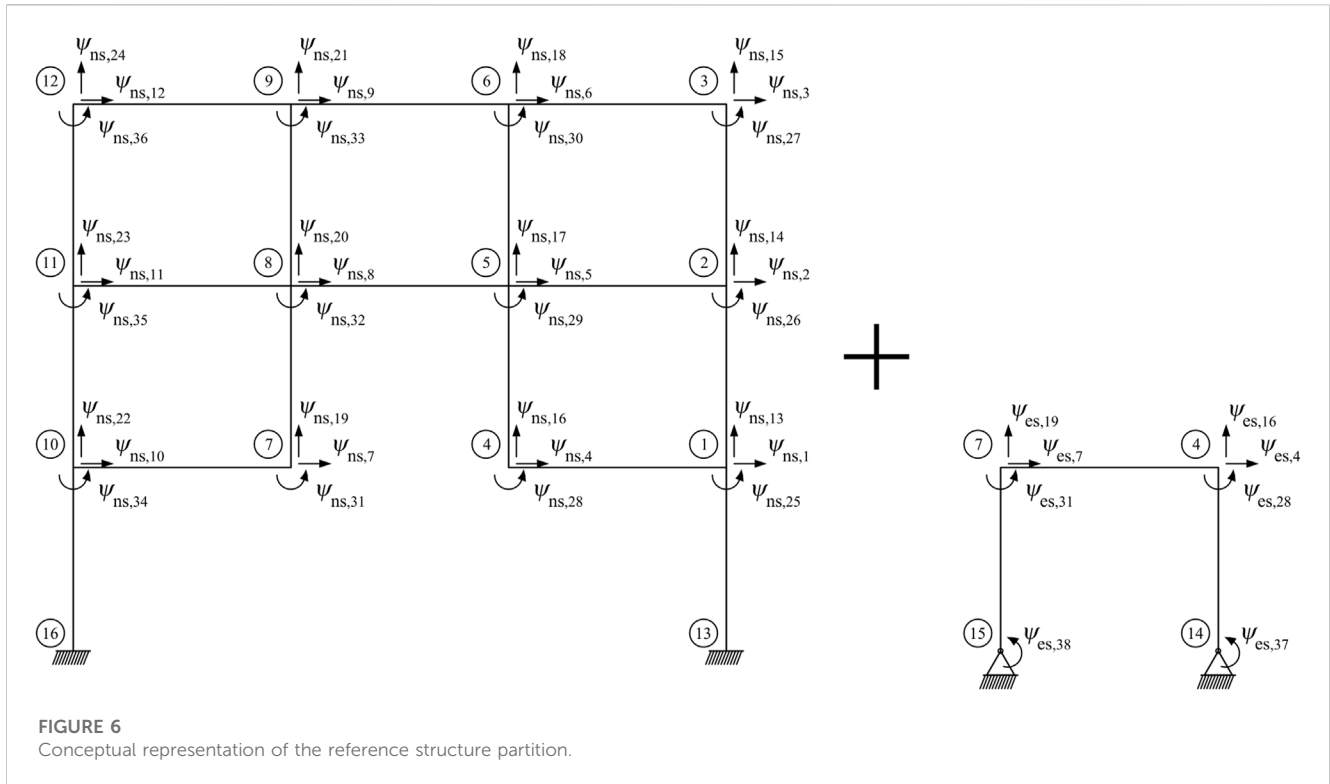 ψns,24 ψns,21 ψns,18 ψns,15
12 ψns,12 9 ψns,9 6 ψns,6 3 ψns,3
ψns,36 ψns,33 ψns,30 ψns,27
ψns,23 ψns,20 ψns,17 ψns,14
11 ψns,11 8 ψns,8 5 ψns,5 2 ψns,2
ψns,35 ψns,32 ψns,29 ψns,26
+
ψns,22 ψns,19 ψns,16 ψns,13
10 ψns,10 7 ψns,7 4 ψns,4 1 ψns,1
ψns,34 ψns,31 ψns,28 ψns,25
16 13
ψes,19 ψes,16
7 ψes,7 4 ψes,4
ψes,31 ψes,28
15 ψes,38 14 ψes,37
FIGURE 6
Conceptual representation of the reference structure partition.